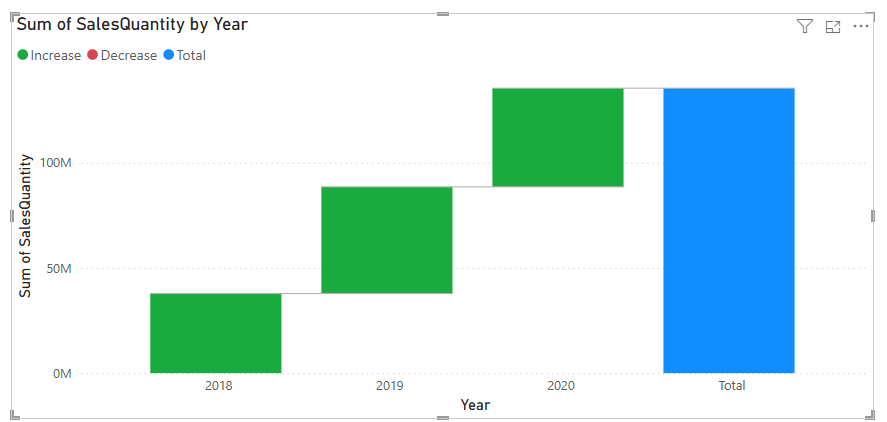 Sum of SalesQuantity by Year
Increase Decrease Total
Sum of SalesQuantity
100M
50M
0M
2018 2019 2020 Total
Year